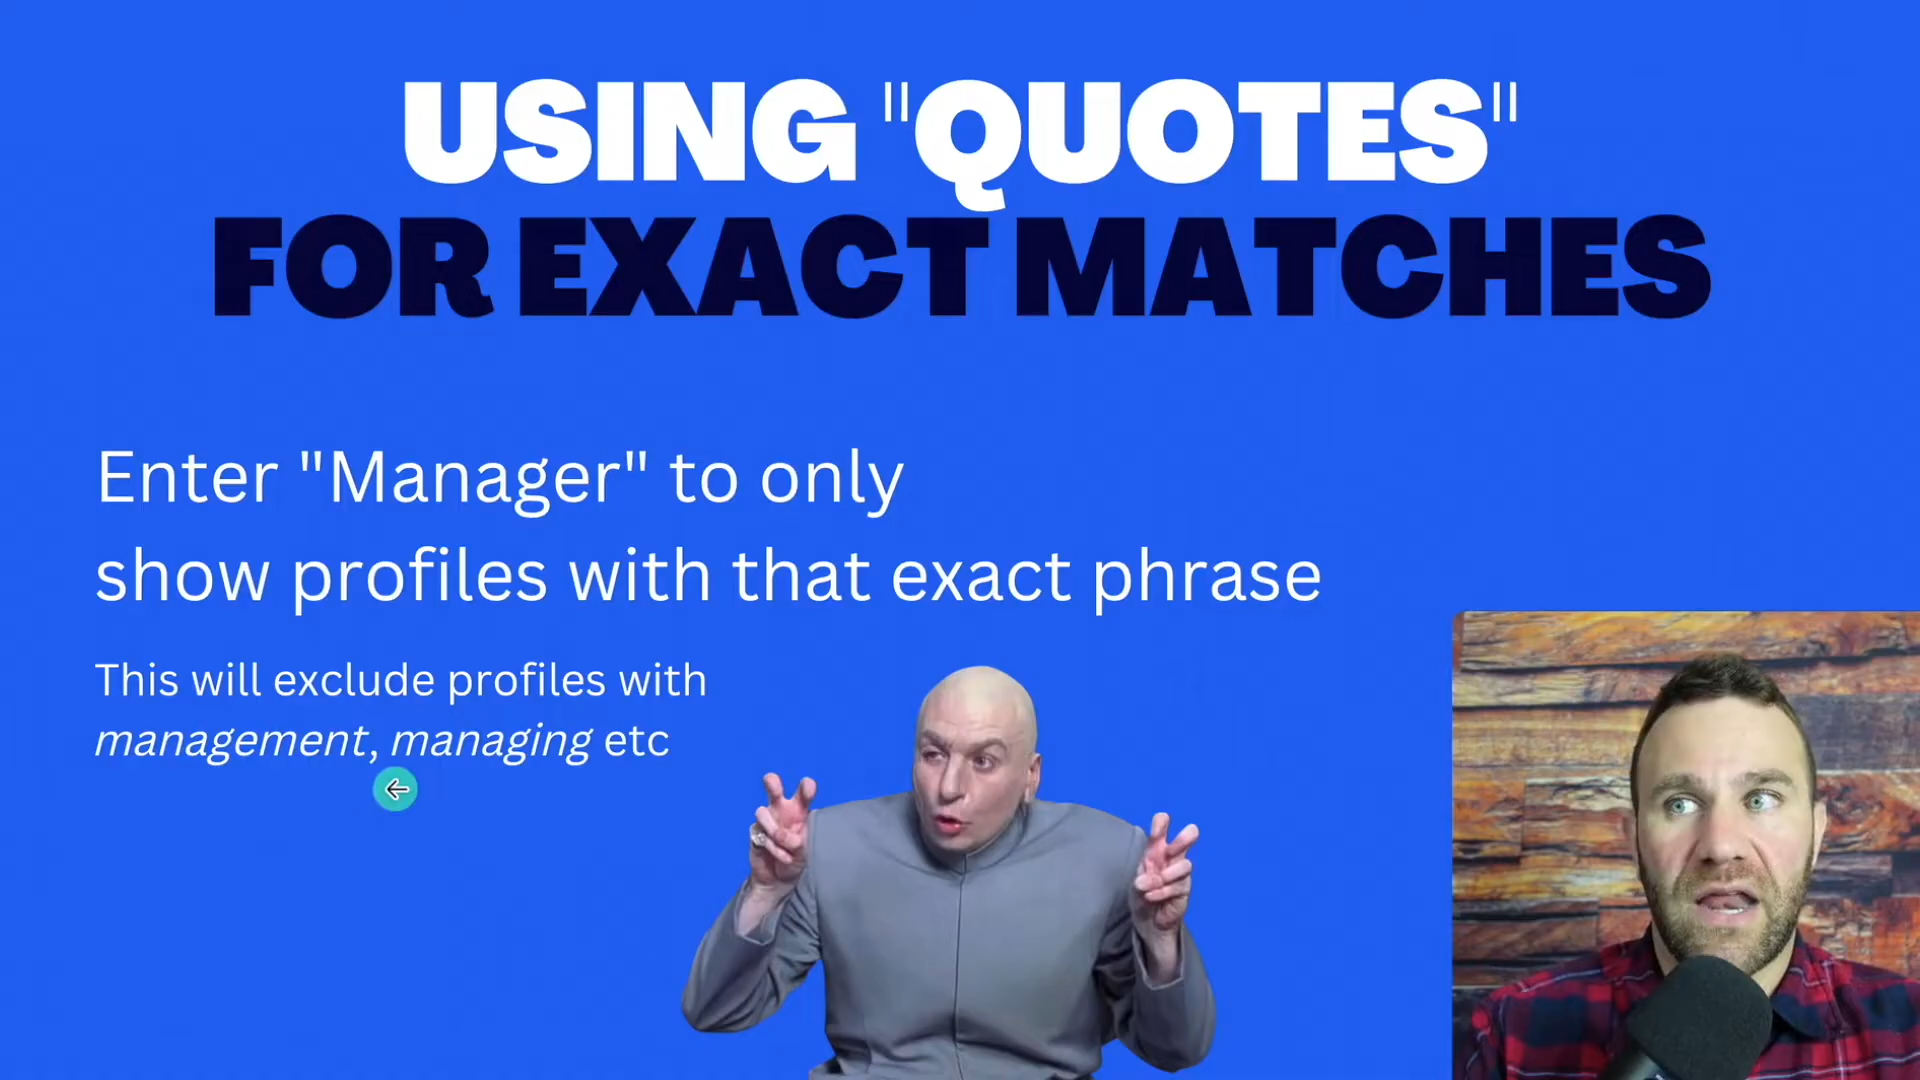 USING "QUOTES"
FOR EXACT MATCHES
Enter "Manager" to only
show profiles with that exact phrase
This will exclude profiles with
management, managing etc